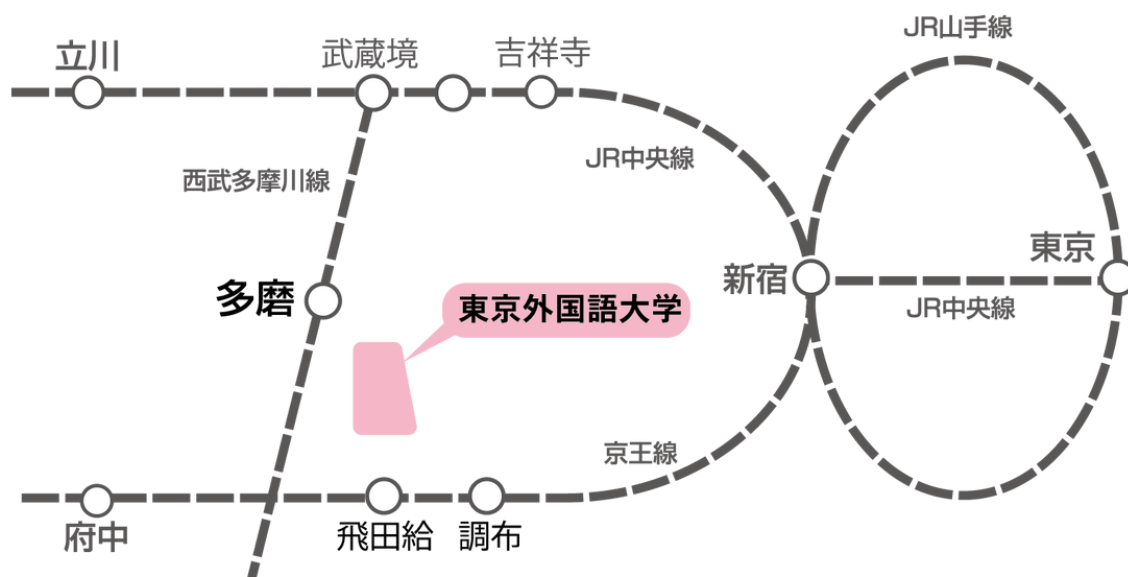 JR山手線
立川
武蔵境
吉祥寺
JR中央線
西武多摩川線
東京
新宿
多磨
東京外国語大学
JR中央線
京王線
府中
飛田給
調布